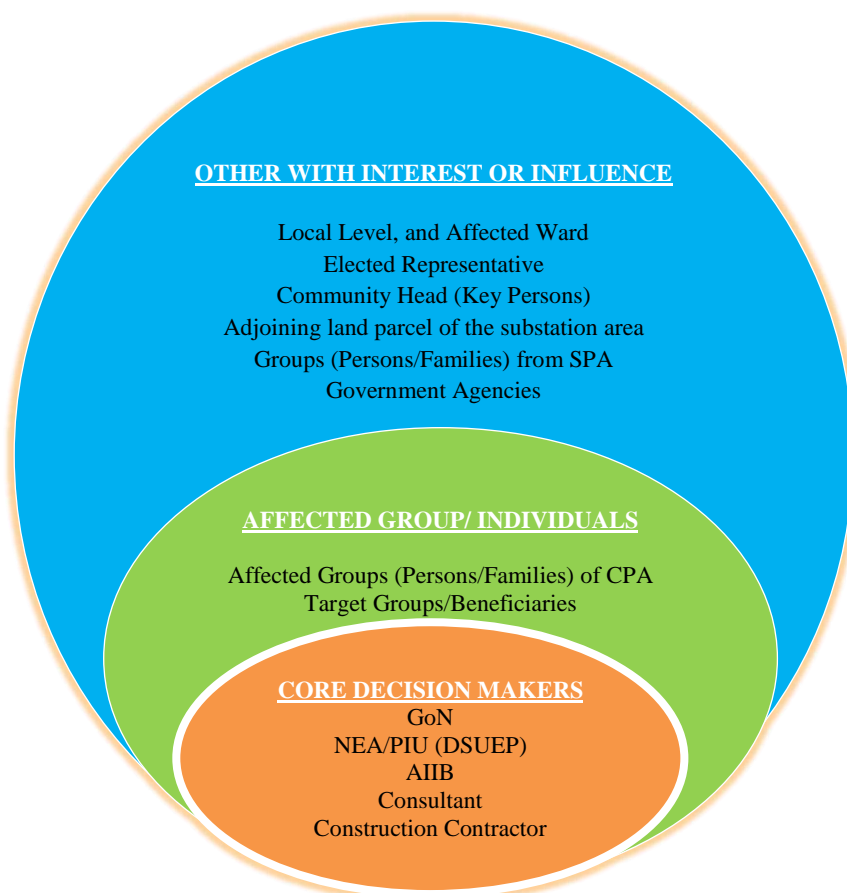 OTHER WITH INTEREST OR INFLUENCE
Local Level, and Affected Ward
Elected Representative
Community Head (Key Persons)
Adjoining land parcel of the substation area
Groups (Persons/Families) from SPA
Government Agencies
AFFECTED GROUP/ INDIVIDUALS
Affected Groups (Persons/Families) of CPA
Target Groups/Beneficiaries
CORE DECISION MAKERS
GoN
NEA/PIU (DSUEP)
AIIB
Consultant
Construction Contractor